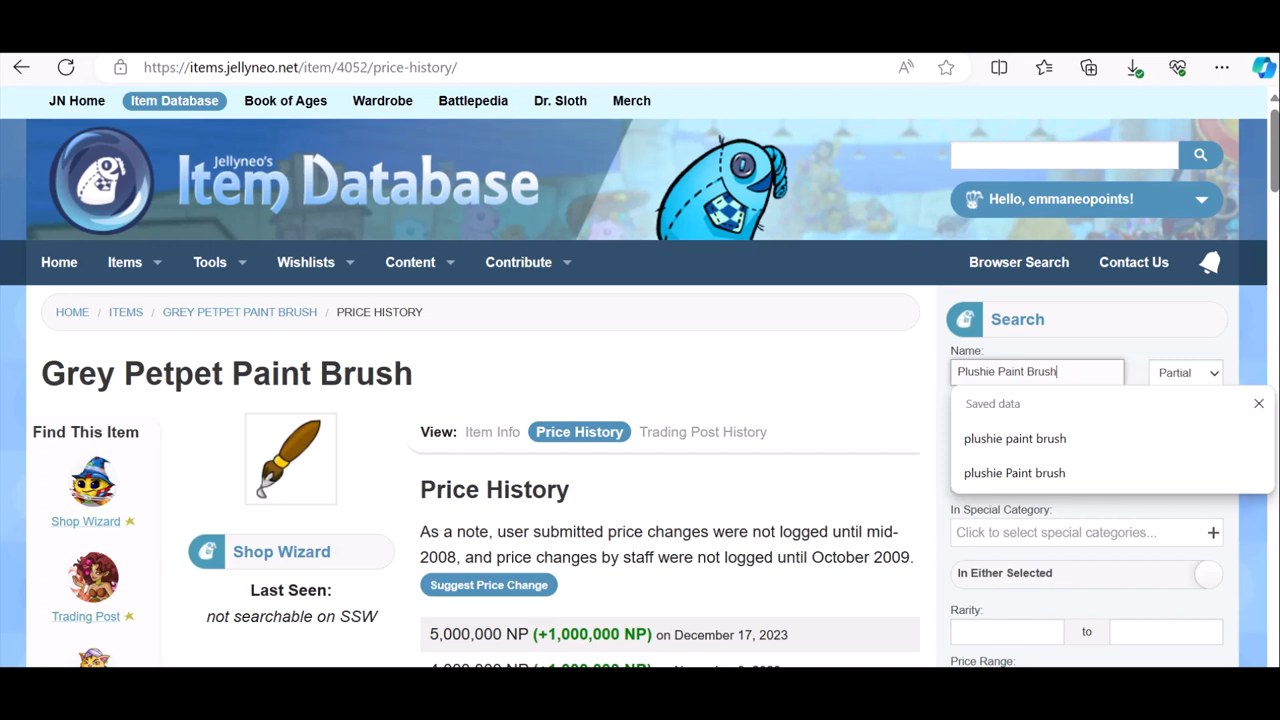 https://items.jellyneo.net/item/4052/price-history/
JN Home Item Database Book of Ages Wardrobe Battlepedia Dr. Sloth Merch
Jellyneo's
Item Database
Hello, emmaneopoints!
Home Items Tools Wishlists Content Contribute Browser Search Contact Us
HOME / ITEMS / GREY PETPET PAINT BRUSH / PRICE HISTORY
Search
Name:
Plushie Paint Brush Partial
Saved data
plushie paint brush
plushie Paint brush
Grey Petpet Paint Brush
Find This Item
Shop Wizard
Trading Post
Shop Wizard
Last Seen:
not searchable on SSW
View: Item Info Price History Trading Post History
Price History
As a note, user submitted price changes were not logged until mid-
2008, and price changes by staff were not logged until October 2009.
Suggest Price Change
5,000,000 NP (+1,000,000 NP) on December 17, 2023
In Special Category:
Click to select special categories... +
In Either Selected
Rarity:
to
Price Range: